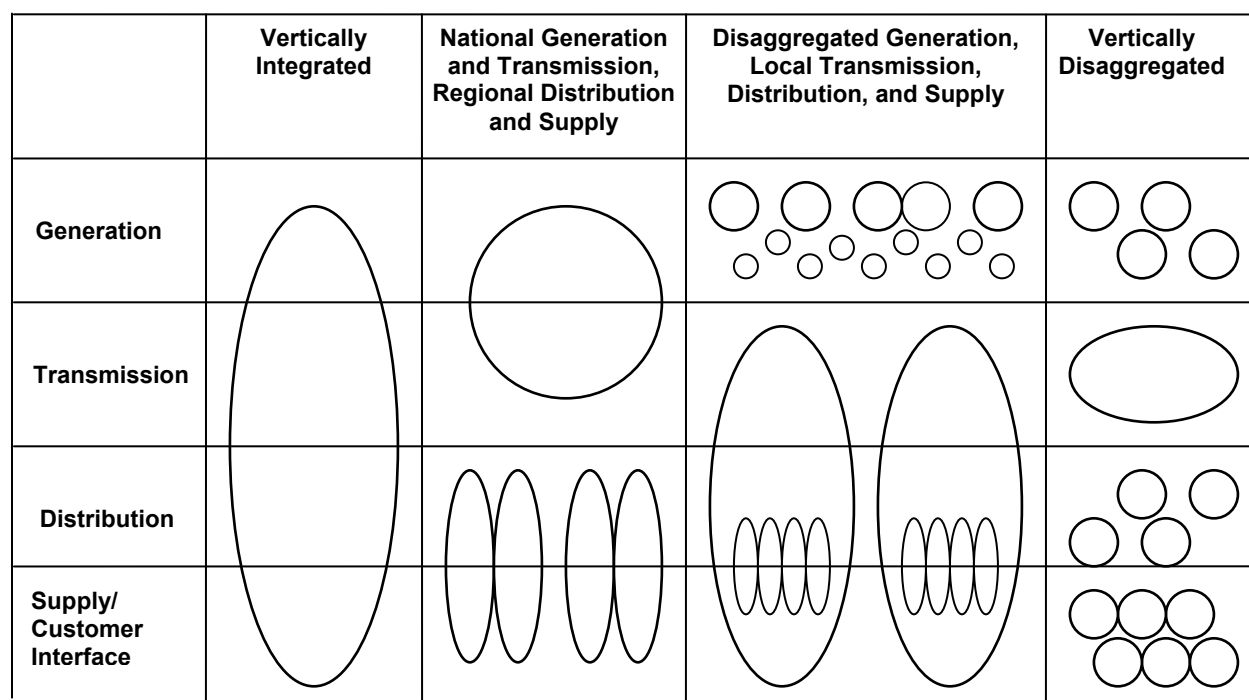 Vertically
Integrated
National Generation
and Transmission,
Regional Distribution
and Supply
Disaggregated Generation,
Local Transmission,
Distribution, and Supply
Vertically
Disaggregated
Generation
Transmission
Distribution
Supply/
Customer
Interface